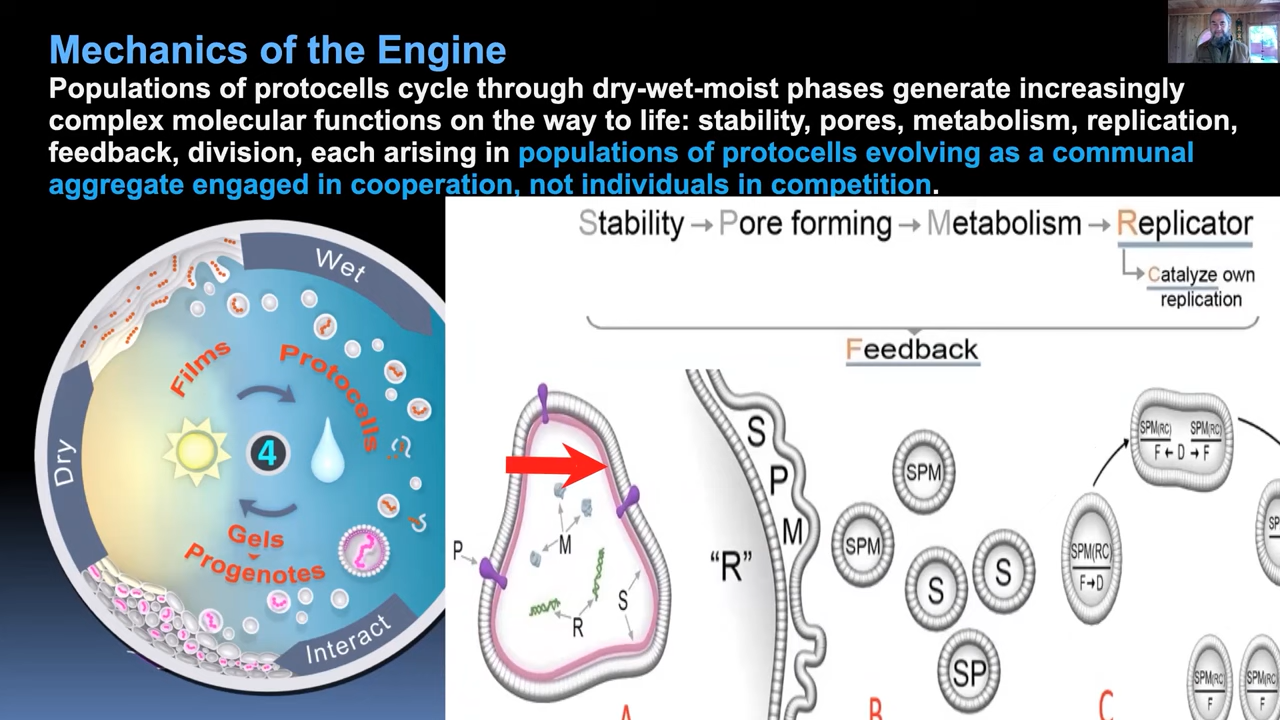 Mechanics of the Engine
Populations of protocells cycle through dry-wet-moist phases generate increasingly
complex molecular functions on the way to life: stability, pores, metabolism, replication,
feedback, division, each arising in populations of protocells evolving as a communal
aggregate engaged in cooperation, not individuals in competition.
Stability → Pore forming → Metabolism → Replicator
Catalyze own
replication
Feedback
Wet
Films
Protocells
Dry
4
Gels
Progenotes
Interact
P
M
S
R
A
"R"
S
P
M
SPM
SPM
S
S
SP
B
SPM(RC)
F→D
SPM(RC) SPM(RC)
F ← D → F
SP
SPM(RC)
F
SPM(RC)
F
C